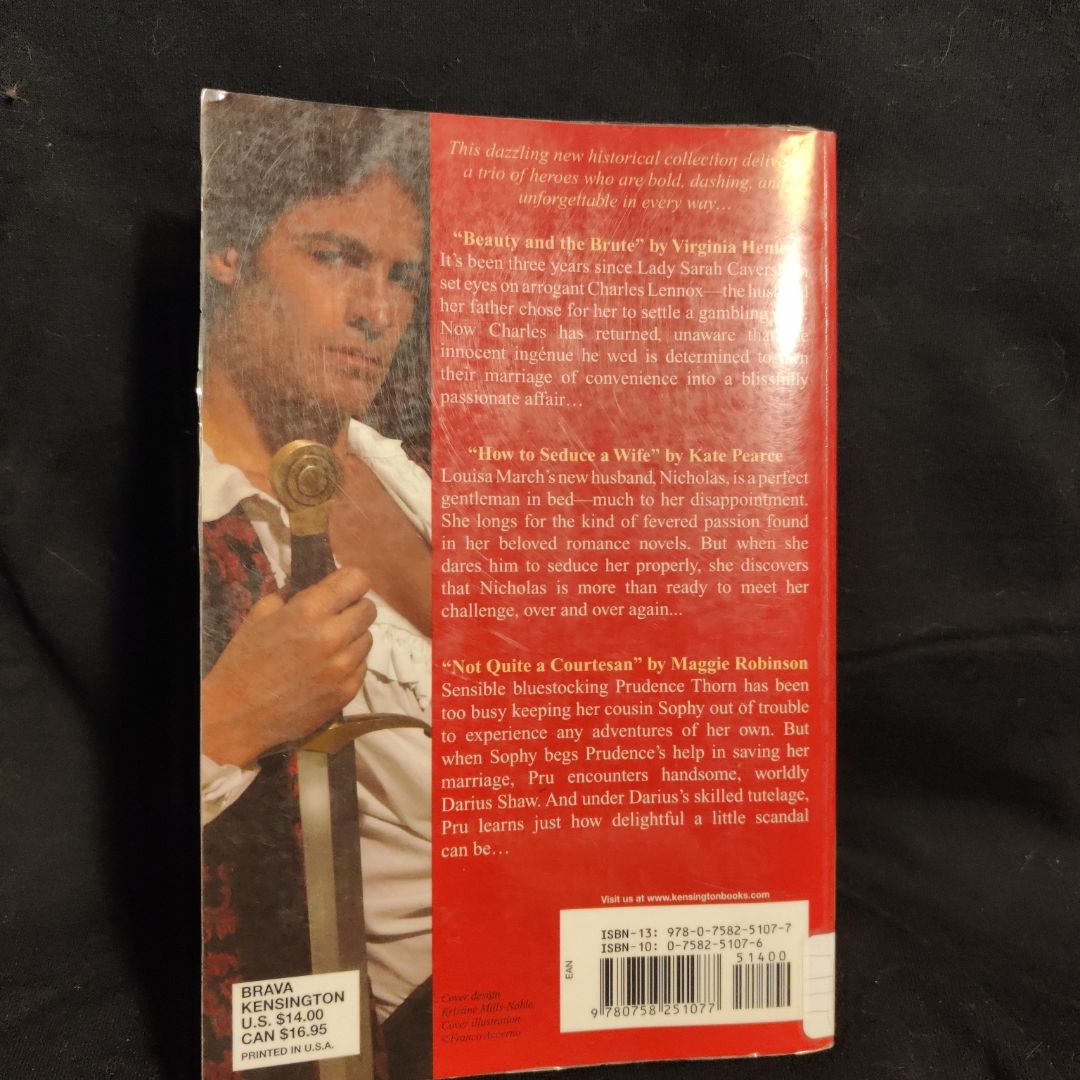 This dazzling new historical collection
a trio of heroes who are bold, dashing, and
unforgettable in every way…
“Beauty and the Brute” by Virginia
It’s been three years since Lady Sarah
set eyes on arrogant Charles Lennox—the
her father chose for her to settle a gambling
Now Charles has returned, unaware
innocent ingénue he wed is determined to
their marriage of convenience into a blissfully
passionate affair…
“How to Seduce a Wife” by Kate Pearce
Louisa March’s new husband, Nicholas, is a perfect
gentleman in bed—much to her disappointment.
She longs for the kind of fevered passion found
in her beloved romance novels. But when she
dares him to seduce her properly, she discovers
that Nicholas is more than ready to meet her
challenge, over and over again...
“Not Quite a Courtesan” by Maggie Robinson
Sensible bluestocking Prudence Thorn has been
too busy keeping her cousin Sophy out of trouble
to experience any adventures of her own. But
when Sophy begs Prudence’s help in saving her
marriage, Pru encounters handsome, worldly
Darius Shaw. And under Darius’s skilled tutelage,
Pru learns just how delightful a little scandal
can be…
Visit us at www.kensingtonbooks.com
ISBN-13: 978-0-7582-5107-7
ISBN-10: 0-7582-5107-6
51400
EAN
9 780758 251077
BRAVA
KENSINGTON
U.S. $14.00
CAN $16.95
PRINTED IN U.S.A.
Cover design
Kristine Mills-Noble
Cover illustration
©Franco Accornero